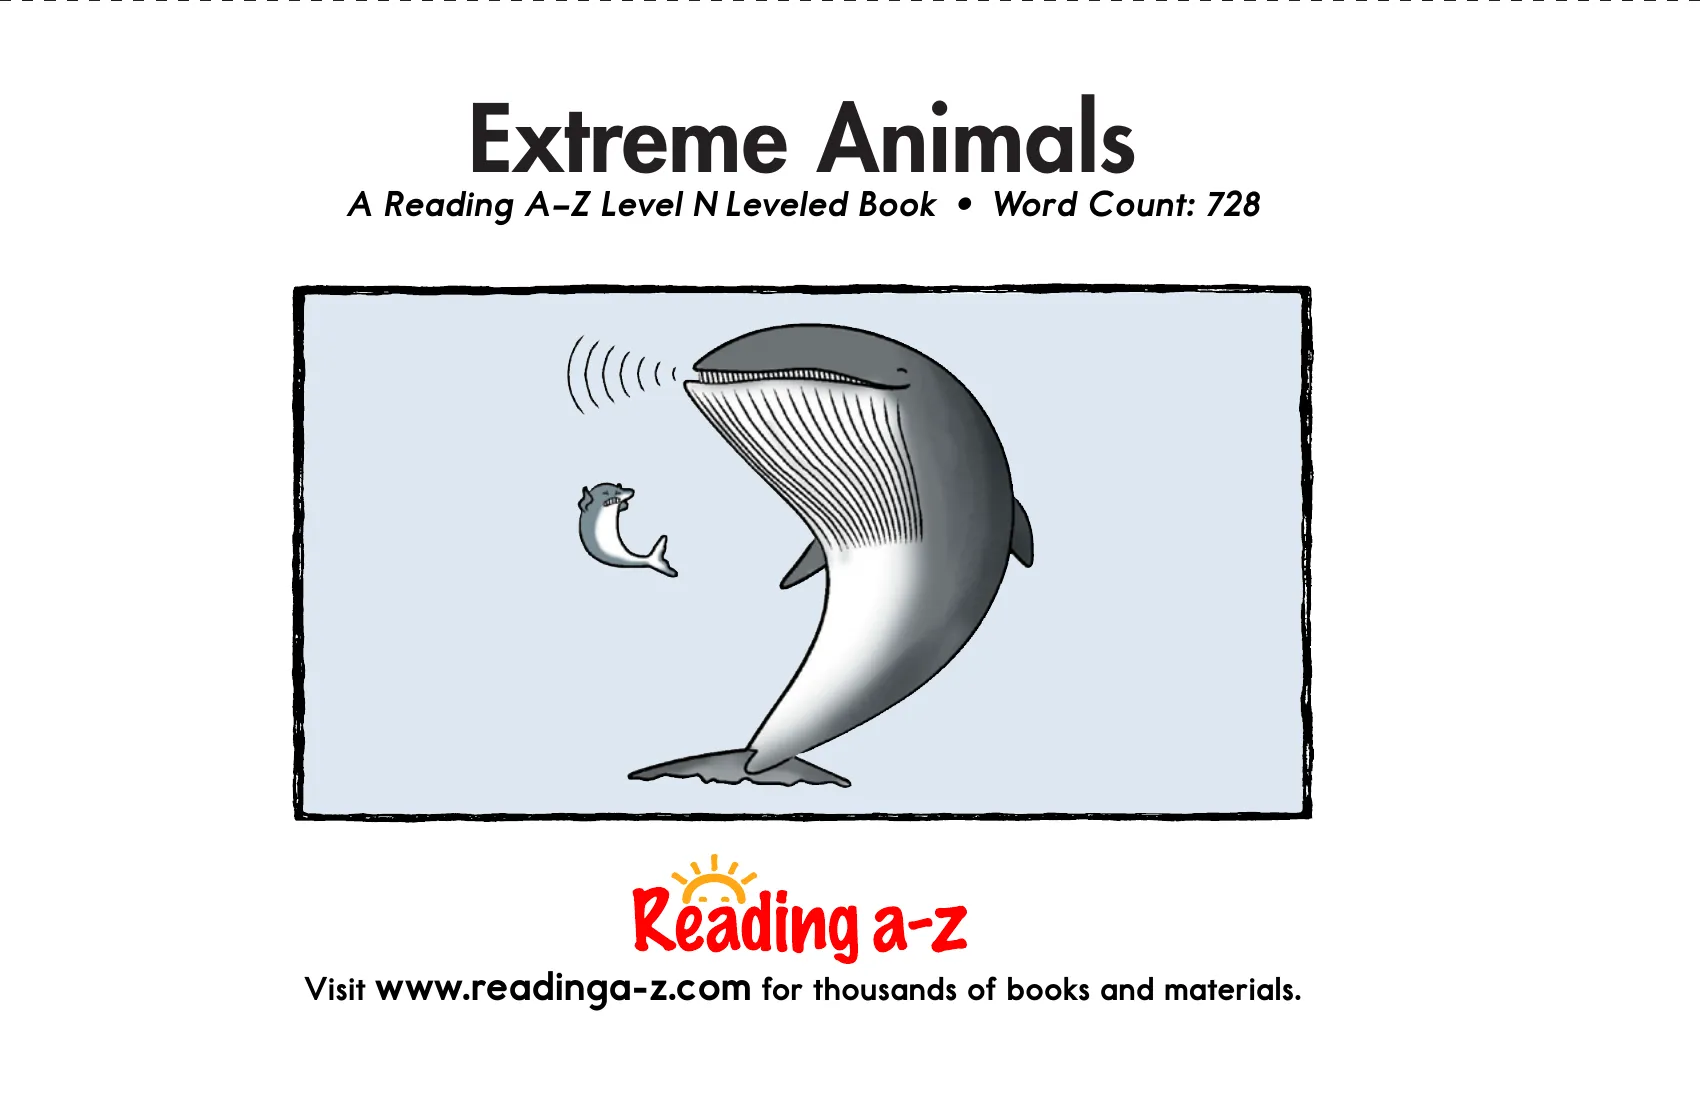 Extreme Animals
A Reading A–Z Level N Leveled Book • Word Count: 728
Reading a-z
Visit www.readinga-z.com for thousands of books and materials.